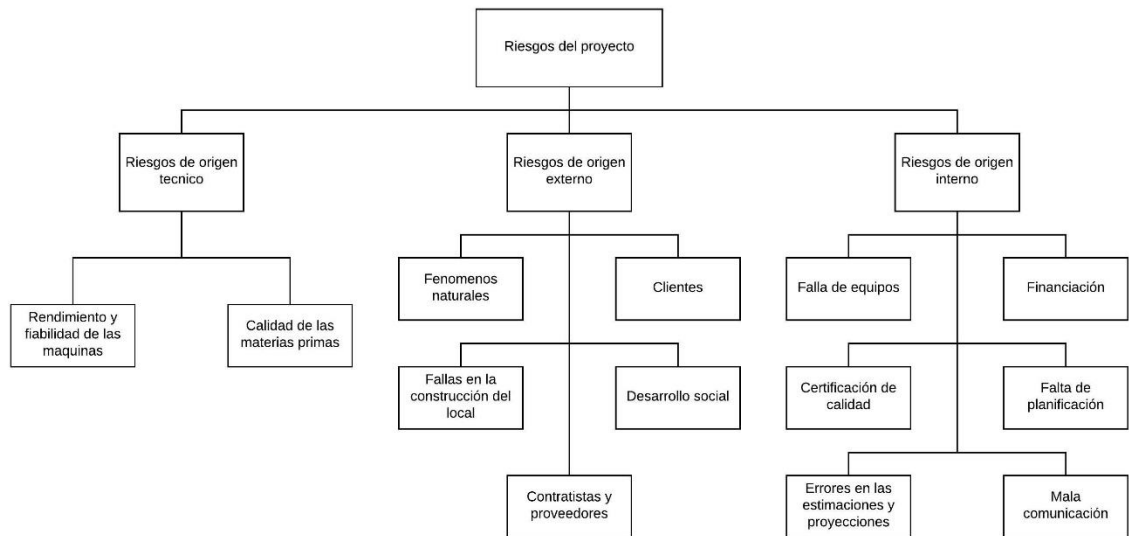 Riesgos del proyecto
Riesgos de origen
tecnico
Riesgos de origen
externo
Riesgos de origen
interno
Fenomenos
naturales
Clientes
Falla de equipos
Financiación
Rendimiento y
fiabilidad de las
maquinas
Calidad de las
materias primas
Fallas en la
construcción del
local
Desarrollo social
Certificación de
calidad
Falta de
planificación
Contratistas y
proveedores
Errores en las
estimaciones y
proyecciones
Mala
comunicación